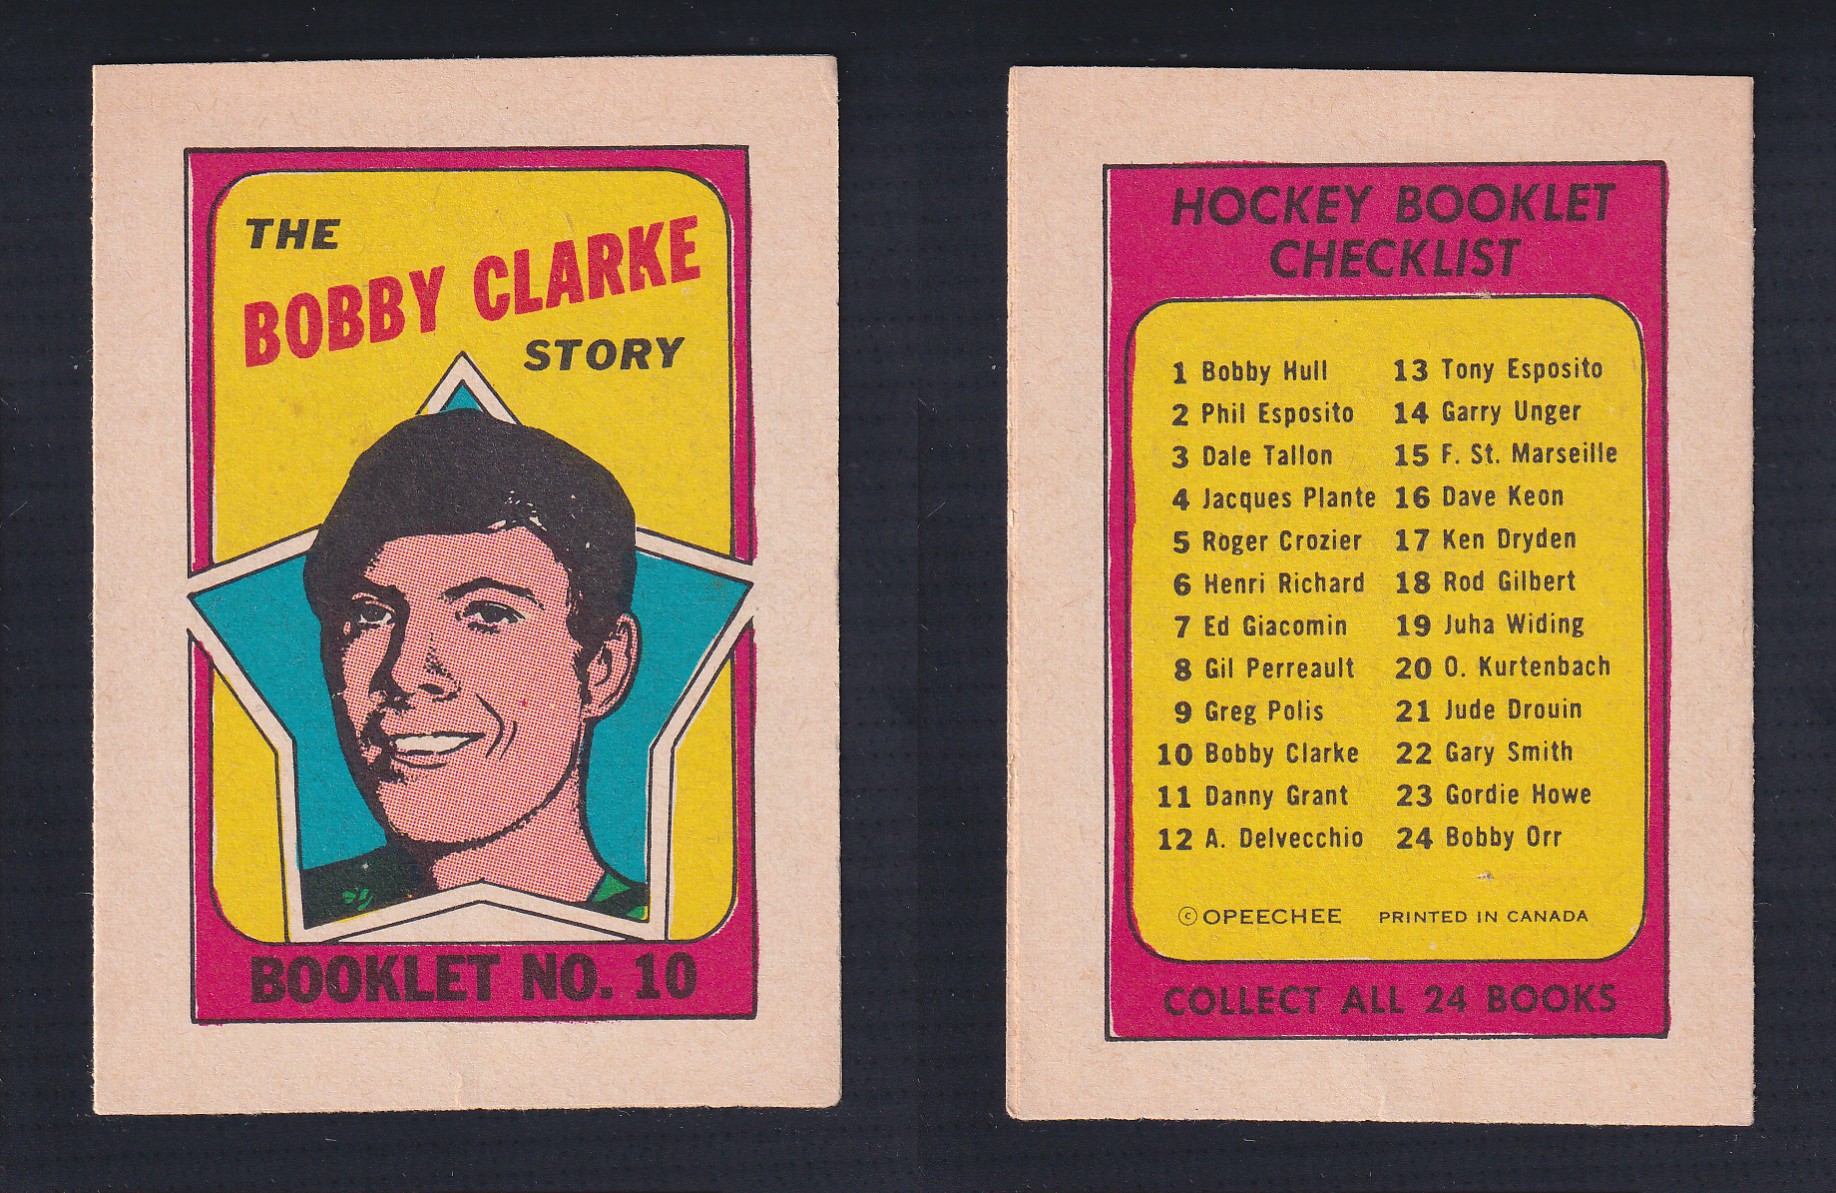 THE
BOBBY CLARKE
STORY
BOOKLET NO. 10
HOCKEY BOOKLET
CHECKLIST
1 Bobby Hull
2 Phil Esposito
3 Dale Tallon
4 Jacques Plante
5 Roger Crozier
6 Henri Richard
7 Ed Giacomin
8 Gil Perreault
9 Greg Polis
10 Bobby Clarke
11 Danny Grant
12 A. Delvecchio
13 Tony Esposito
14 Garry Unger
15 F. St. Marseille
16 Dave Keon
17 Ken Dryden
18 Rod Gilbert
19 Juha Widing
20 O. Kurtenbach
21 Jude Drouin
22 Gary Smith
23 Gordie Howe
24 Bobby Orr
© OPEECHEE PRINTED IN CANADA
COLLECT ALL 24 BOOKS